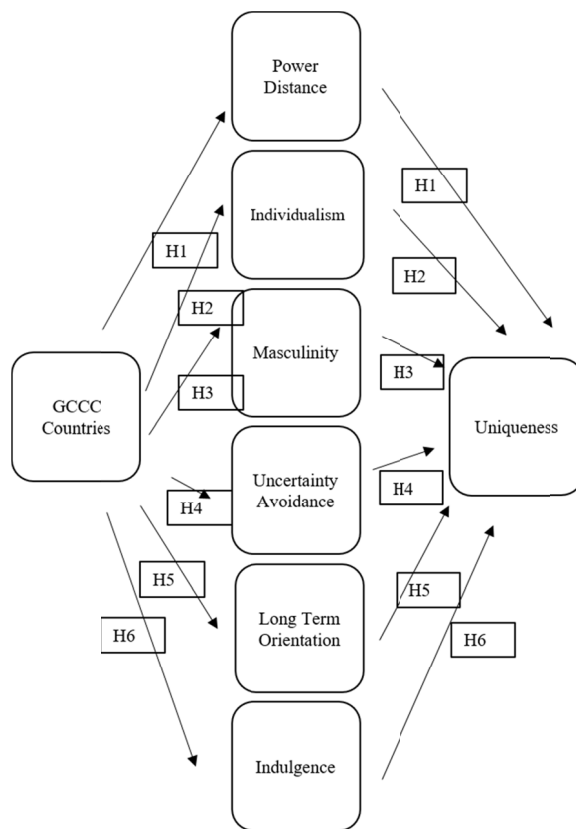 Power
Distance
H1
Individualism
H1
H2
H2
Masculinity
H3
H3
GCCC
Countries
Uniqueness
Uncertainty
Avoidance
H4
H4
H5
H5
Long Term
Orientation
H6
H6
Indulgence